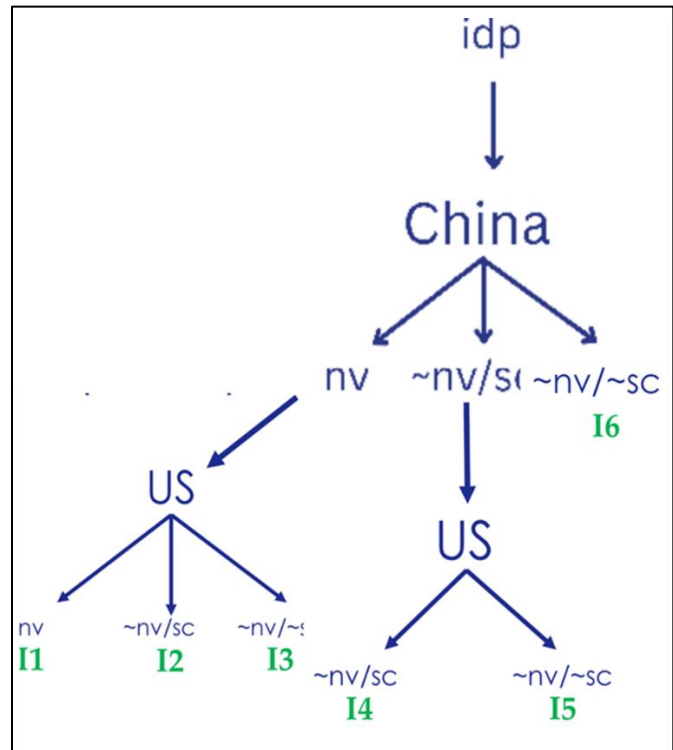 idp
China
nv ~nv/s ~nv/~sc
I6
US
US
nv ~nv/sc ~nv/~
I1 I2 I3
~nv/sc ~nv/~sc
I4 I5